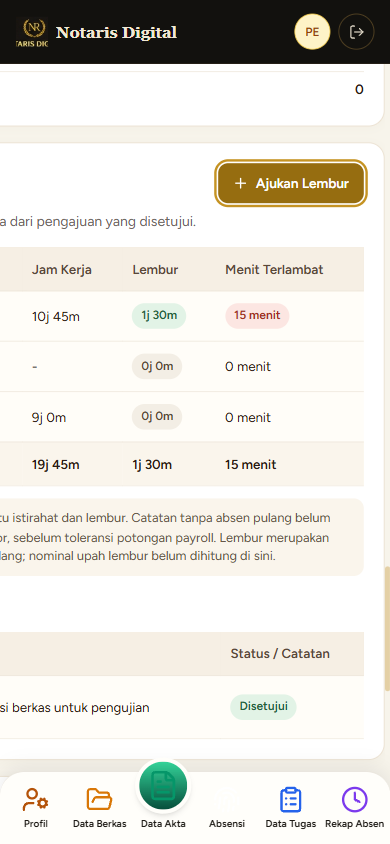 TARIS DIG
Notaris Digital
PE
0
+ Ajukan Lembur
a dari pengajuan yang disetujui.
Jam Kerja Lembur Menit Terlambat
10j 45m 1j 30m 15 menit
- 0j 0m 0 menit
9j 0m 0j 0m 0 menit
19j 45m 1j 30m 15 menit
tu istirahat dan lembur. Catatan tanpa absen pulang belum
or, sebelum toleransi potongan payroll. Lembur merupakan
lang; nominal upah lembur belum dihitung di sini.
Status / Catatan
si berkas untuk pengujian Disetujui
Profil Data Berkas Data Akta Absensi Data Tugas Rekap Absen